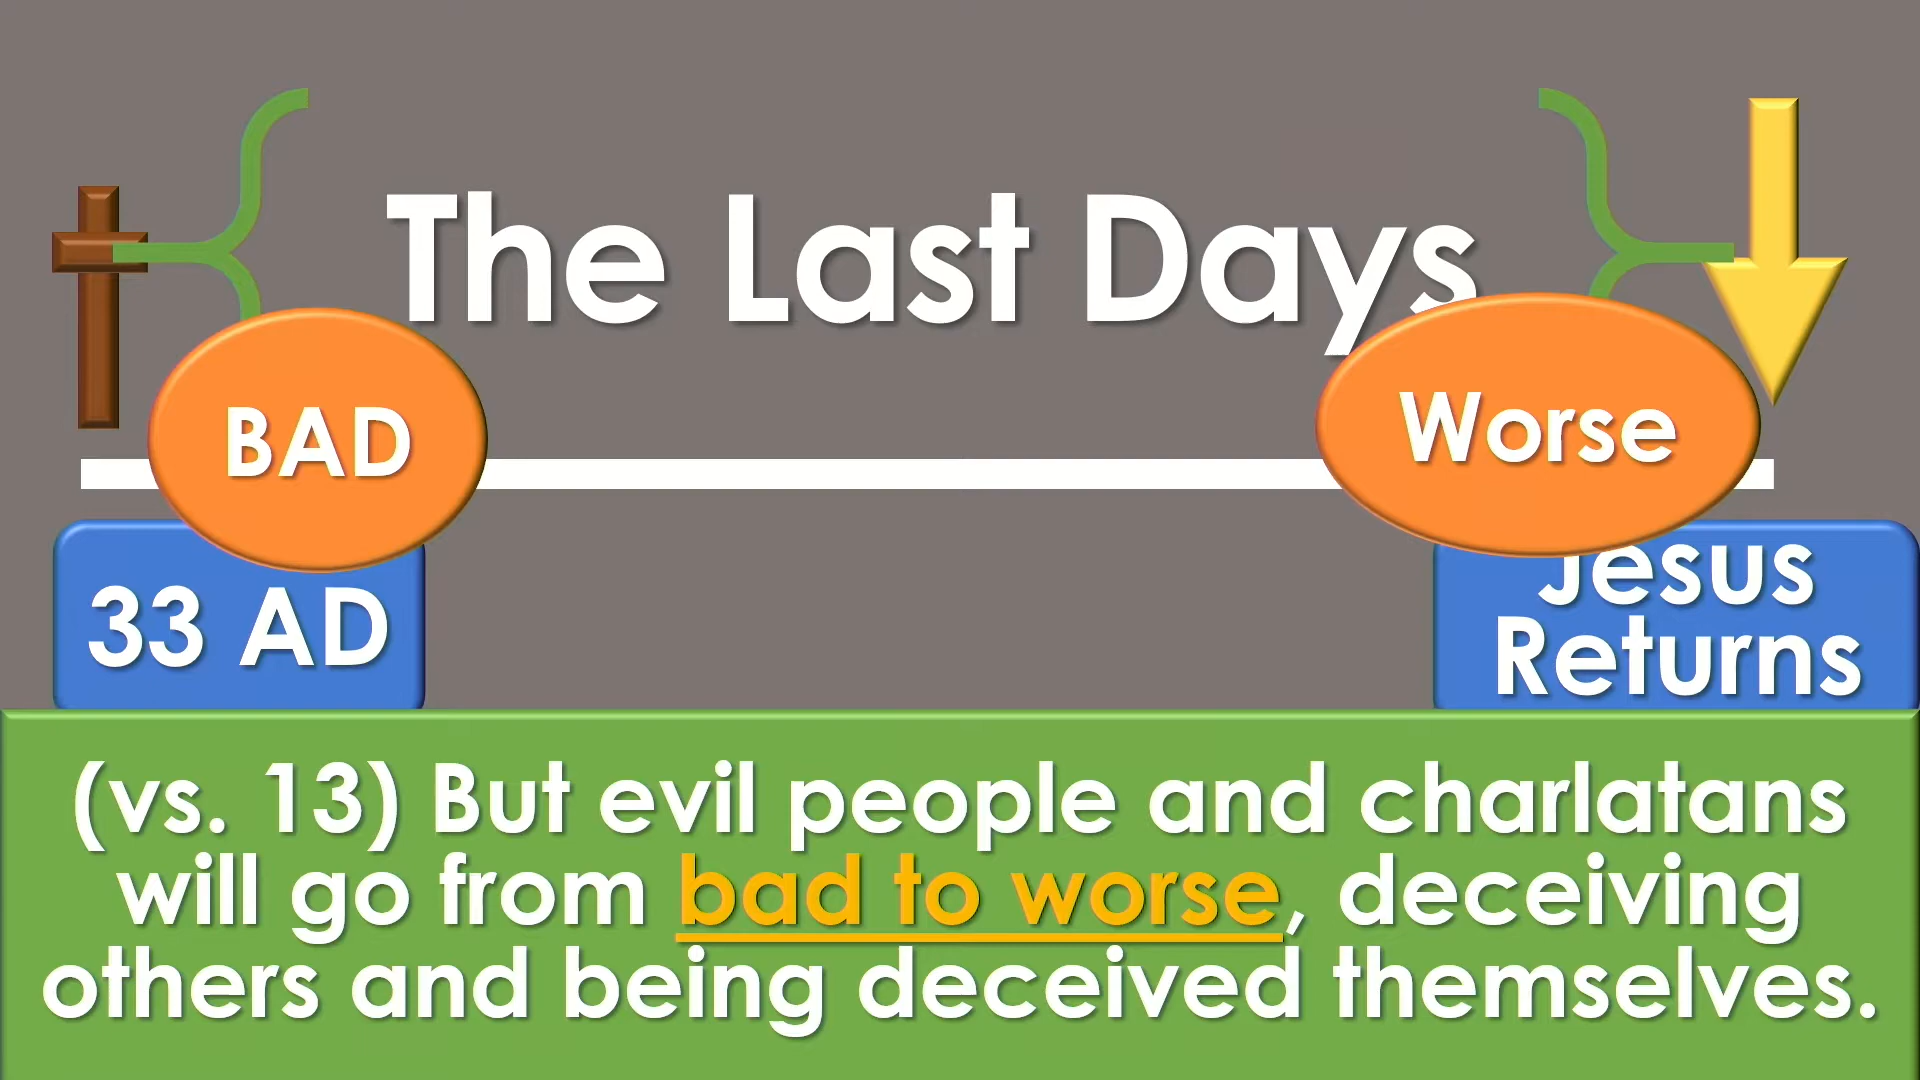 The Last Days
BAD
Worse
33 AD
Jesus
Returns
(vs. 13) But evil people and charlatans
will go from bad to worse, deceiving
others and being deceived themselves.